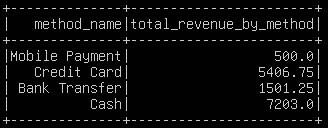 +--------------+-----------------------+
|   method_name|total_revenue_by_method|
+--------------+-----------------------+
|Mobile Payment|                  500.0|
|   Credit Card|                5406.75|
| Bank Transfer|                1501.25|
|          Cash|                 7203.0|
+--------------+-----------------------+